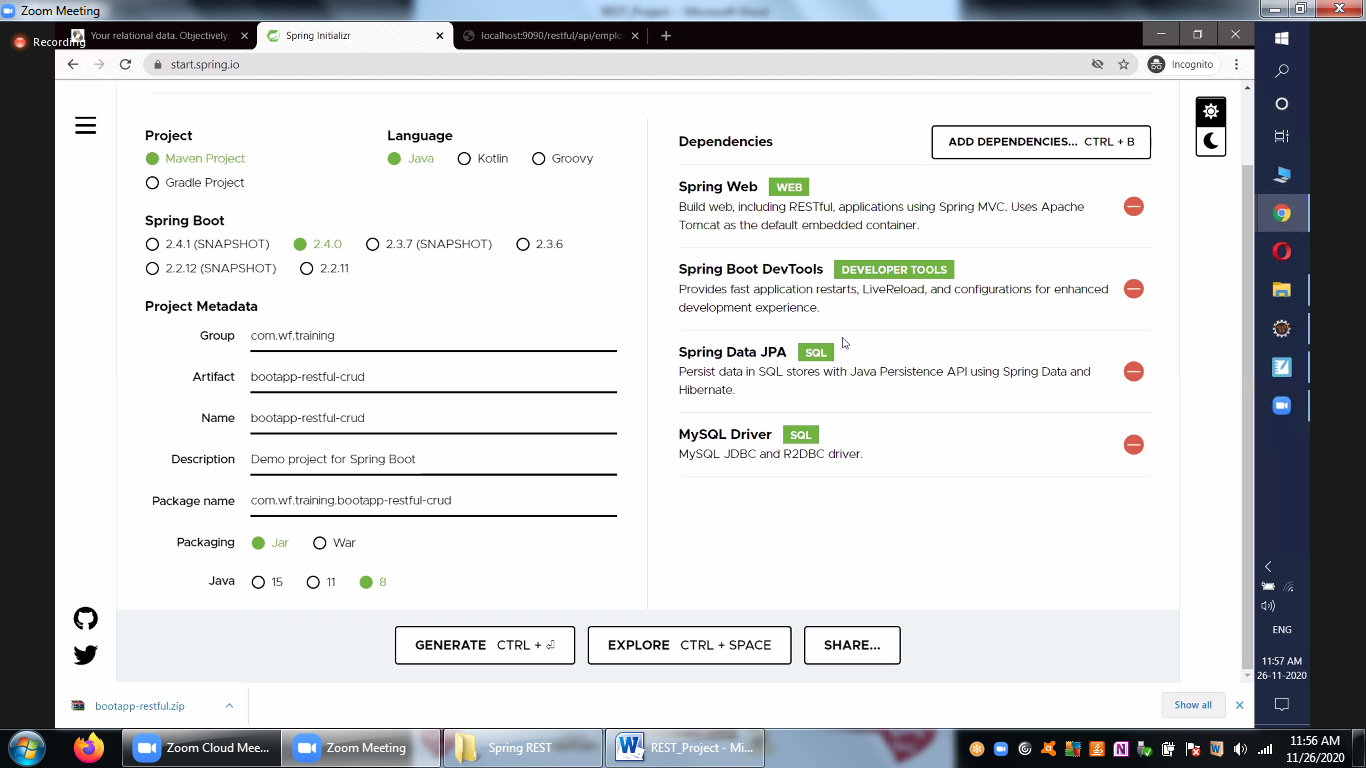 Zoom Meeting
REST_Project - Microsoft Word
Recording
Your relational data. Objectively.
Spring Initializr
localhost:9090/restful/api/emplo
start.spring.io
Incognito
Project
Language
Dependencies
ADD DEPENDENCIES... CTRL + B
Maven Project
Java
Kotlin
Groovy
Gradle Project
Spring Web WEB
Build web, including RESTful, applications using Spring MVC. Uses Apache
Tomcat as the default embedded container.
Spring Boot
2.4.1 (SNAPSHOT)
2.4.0
2.3.7 (SNAPSHOT)
2.3.6
2.2.12 (SNAPSHOT)
2.2.11
Spring Boot DevTools DEVELOPER TOOLS
Provides fast application restarts, LiveReload, and configurations for enhanced
development experience.
Project Metadata
Group com.wf.training
Artifact bootapp-restful-crud
Name bootapp-restful-crud
Description Demo project for Spring Boot
Package name com.wf.training.bootapp-restful-crud
Packaging Jar War
Java 15 11 8
Spring Data JPA SQL
Persist data in SQL stores with Java Persistence API using Spring Data and
Hibernate.
MySQL Driver SQL
MySQL JDBC and R2DBC driver.
GENERATE CTRL + ⏎
EXPLORE CTRL + SPACE
SHARE...
ENG
11:57 AM
26-11-2020
bootapp-restful.zip
Show all
Zoom Cloud Mee...
Zoom Meeting
Spring REST
REST_Project - Mi...
11:56 AM
11/26/2020